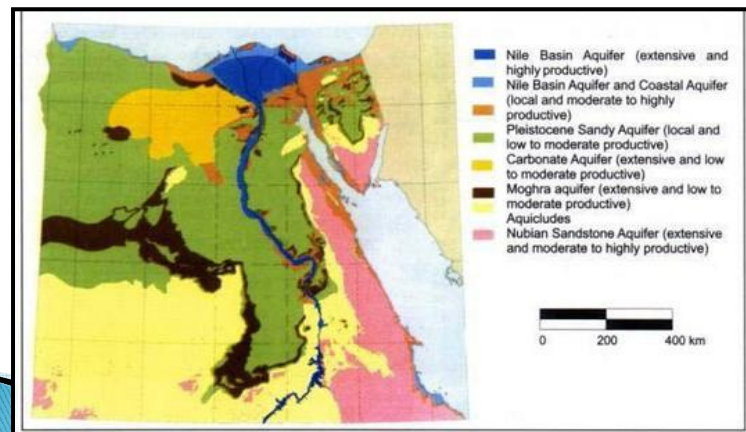 Nile Basin Aquifer (extensive and
highly productive)
Nile Basin Aquifer and Coastal Aquifer
(local and moderate to highly
productive)
Pleistocene Sandy Aquifer (local and
low to moderate productive)
Carbonate Aquifer (extensive and low
to moderate productive)
Moghra aquifer (extensive and low to
moderate productive)
Aquicludes
Nubian Sandstone Aquifer (extensive
and moderate to highly productive)
0 200 400 km